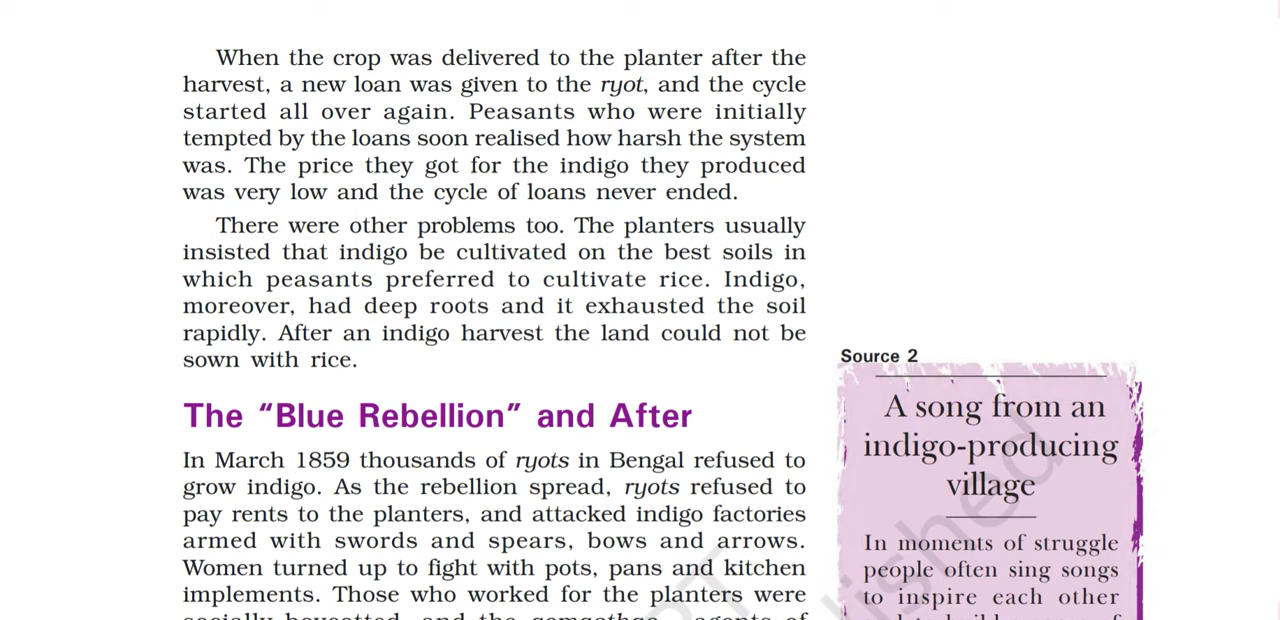 When the crop was delivered to the planter after the
harvest, a new loan was given to the ryot, and the cycle
started all over again. Peasants who were initially
tempted by the loans soon realised how harsh the system
was. The price they got for the indigo they produced
was very low and the cycle of loans never ended.
There were other problems too. The planters usually
insisted that indigo be cultivated on the best soils in
which peasants preferred to cultivate rice. Indigo,
moreover, had deep roots and it exhausted the soil
rapidly. After an indigo harvest the land could not be
sown with rice.
The “Blue Rebellion” and After
In March 1859 thousands of ryots in Bengal refused to
grow indigo. As the rebellion spread, ryots refused to
pay rents to the planters, and attacked indigo factories
armed with swords and spears, bows and arrows.
Women turned up to fight with pots, pans and kitchen
implements. Those who worked for the planters were
Source 2
A song from an
indigo-producing
village
In moments of struggle
people often sing songs
to inspire each other